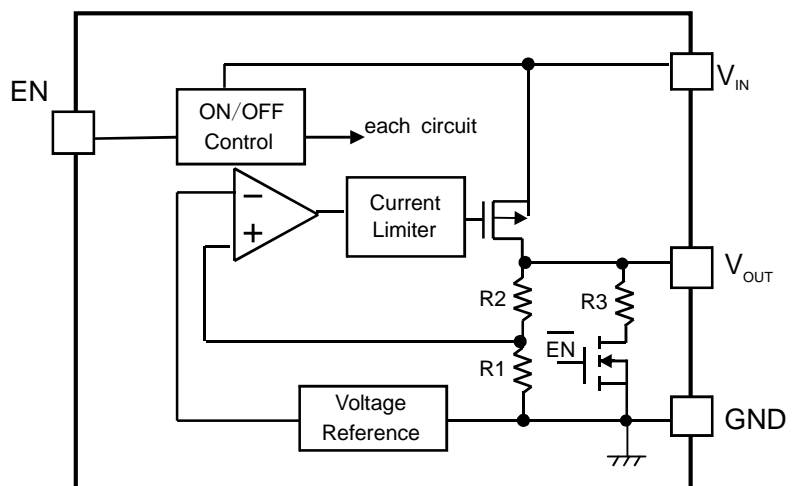 EN
V_IN
ON/OFF
Control
each circuit
−
+
Current
Limiter
V_OUT
R2
R3
EN
R1
Voltage
Reference
GND